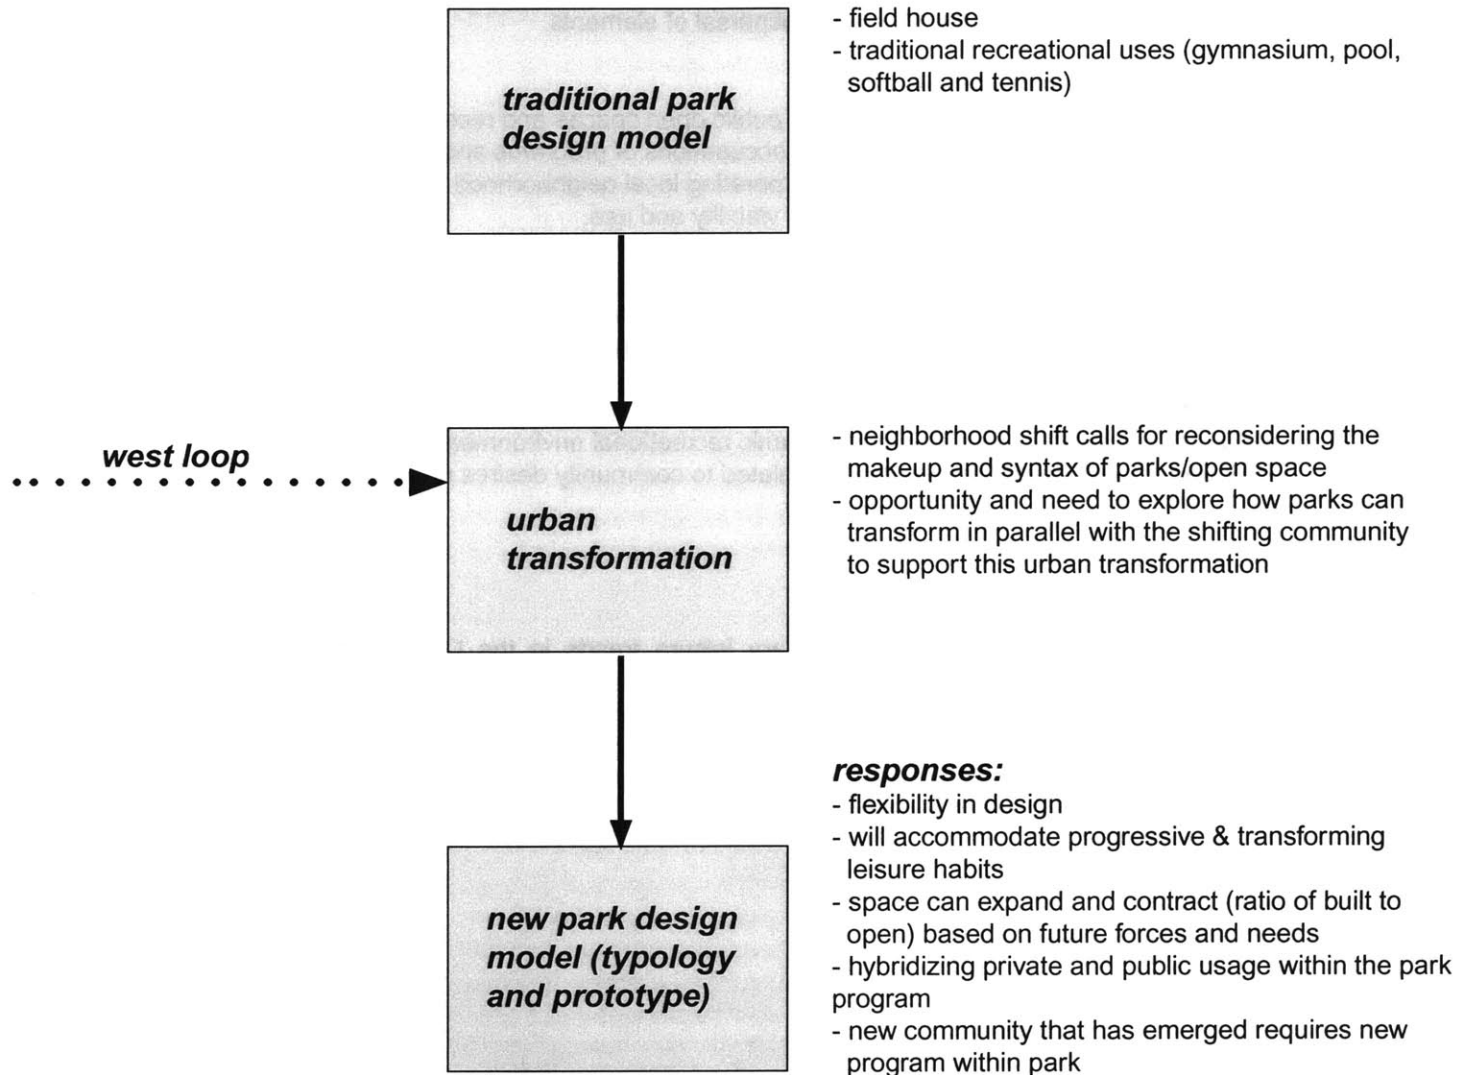 traditional park
design model
- field house
- traditional recreational uses (gymnasium, pool,
softball and tennis)
west loop
urban
transformation
- neighborhood shift calls for reconsidering the
makeup and syntax of parks/open space
- opportunity and need to explore how parks can
transform in parallel with the shifting community
to support this urban transformation
new park design
model (typology
and prototype)
responses:
- flexibility in design
- will accommodate progressive & transforming
leisure habits
- space can expand and contract (ratio of built to
open) based on future forces and needs
- hybridizing private and public usage within the park
program
- new community that has emerged requires new
program within park